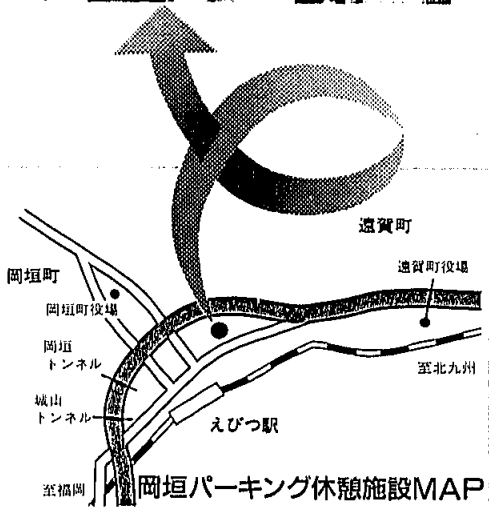 遠賀町
遠賀町役場
岡垣町
岡垣町役場
岡垣
トンネル
至北九州
城山
トンネル
えびつ駅
至福岡
岡垣パーキング休憩施設MAP